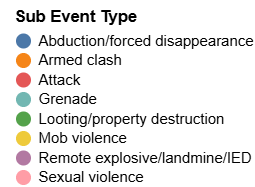 Sub Event Type
Abduction/forced disappearance
Armed clash
Attack
Grenade
Looting/property destruction
Mob violence
Remote explosive/landmine/IED
Sexual violence